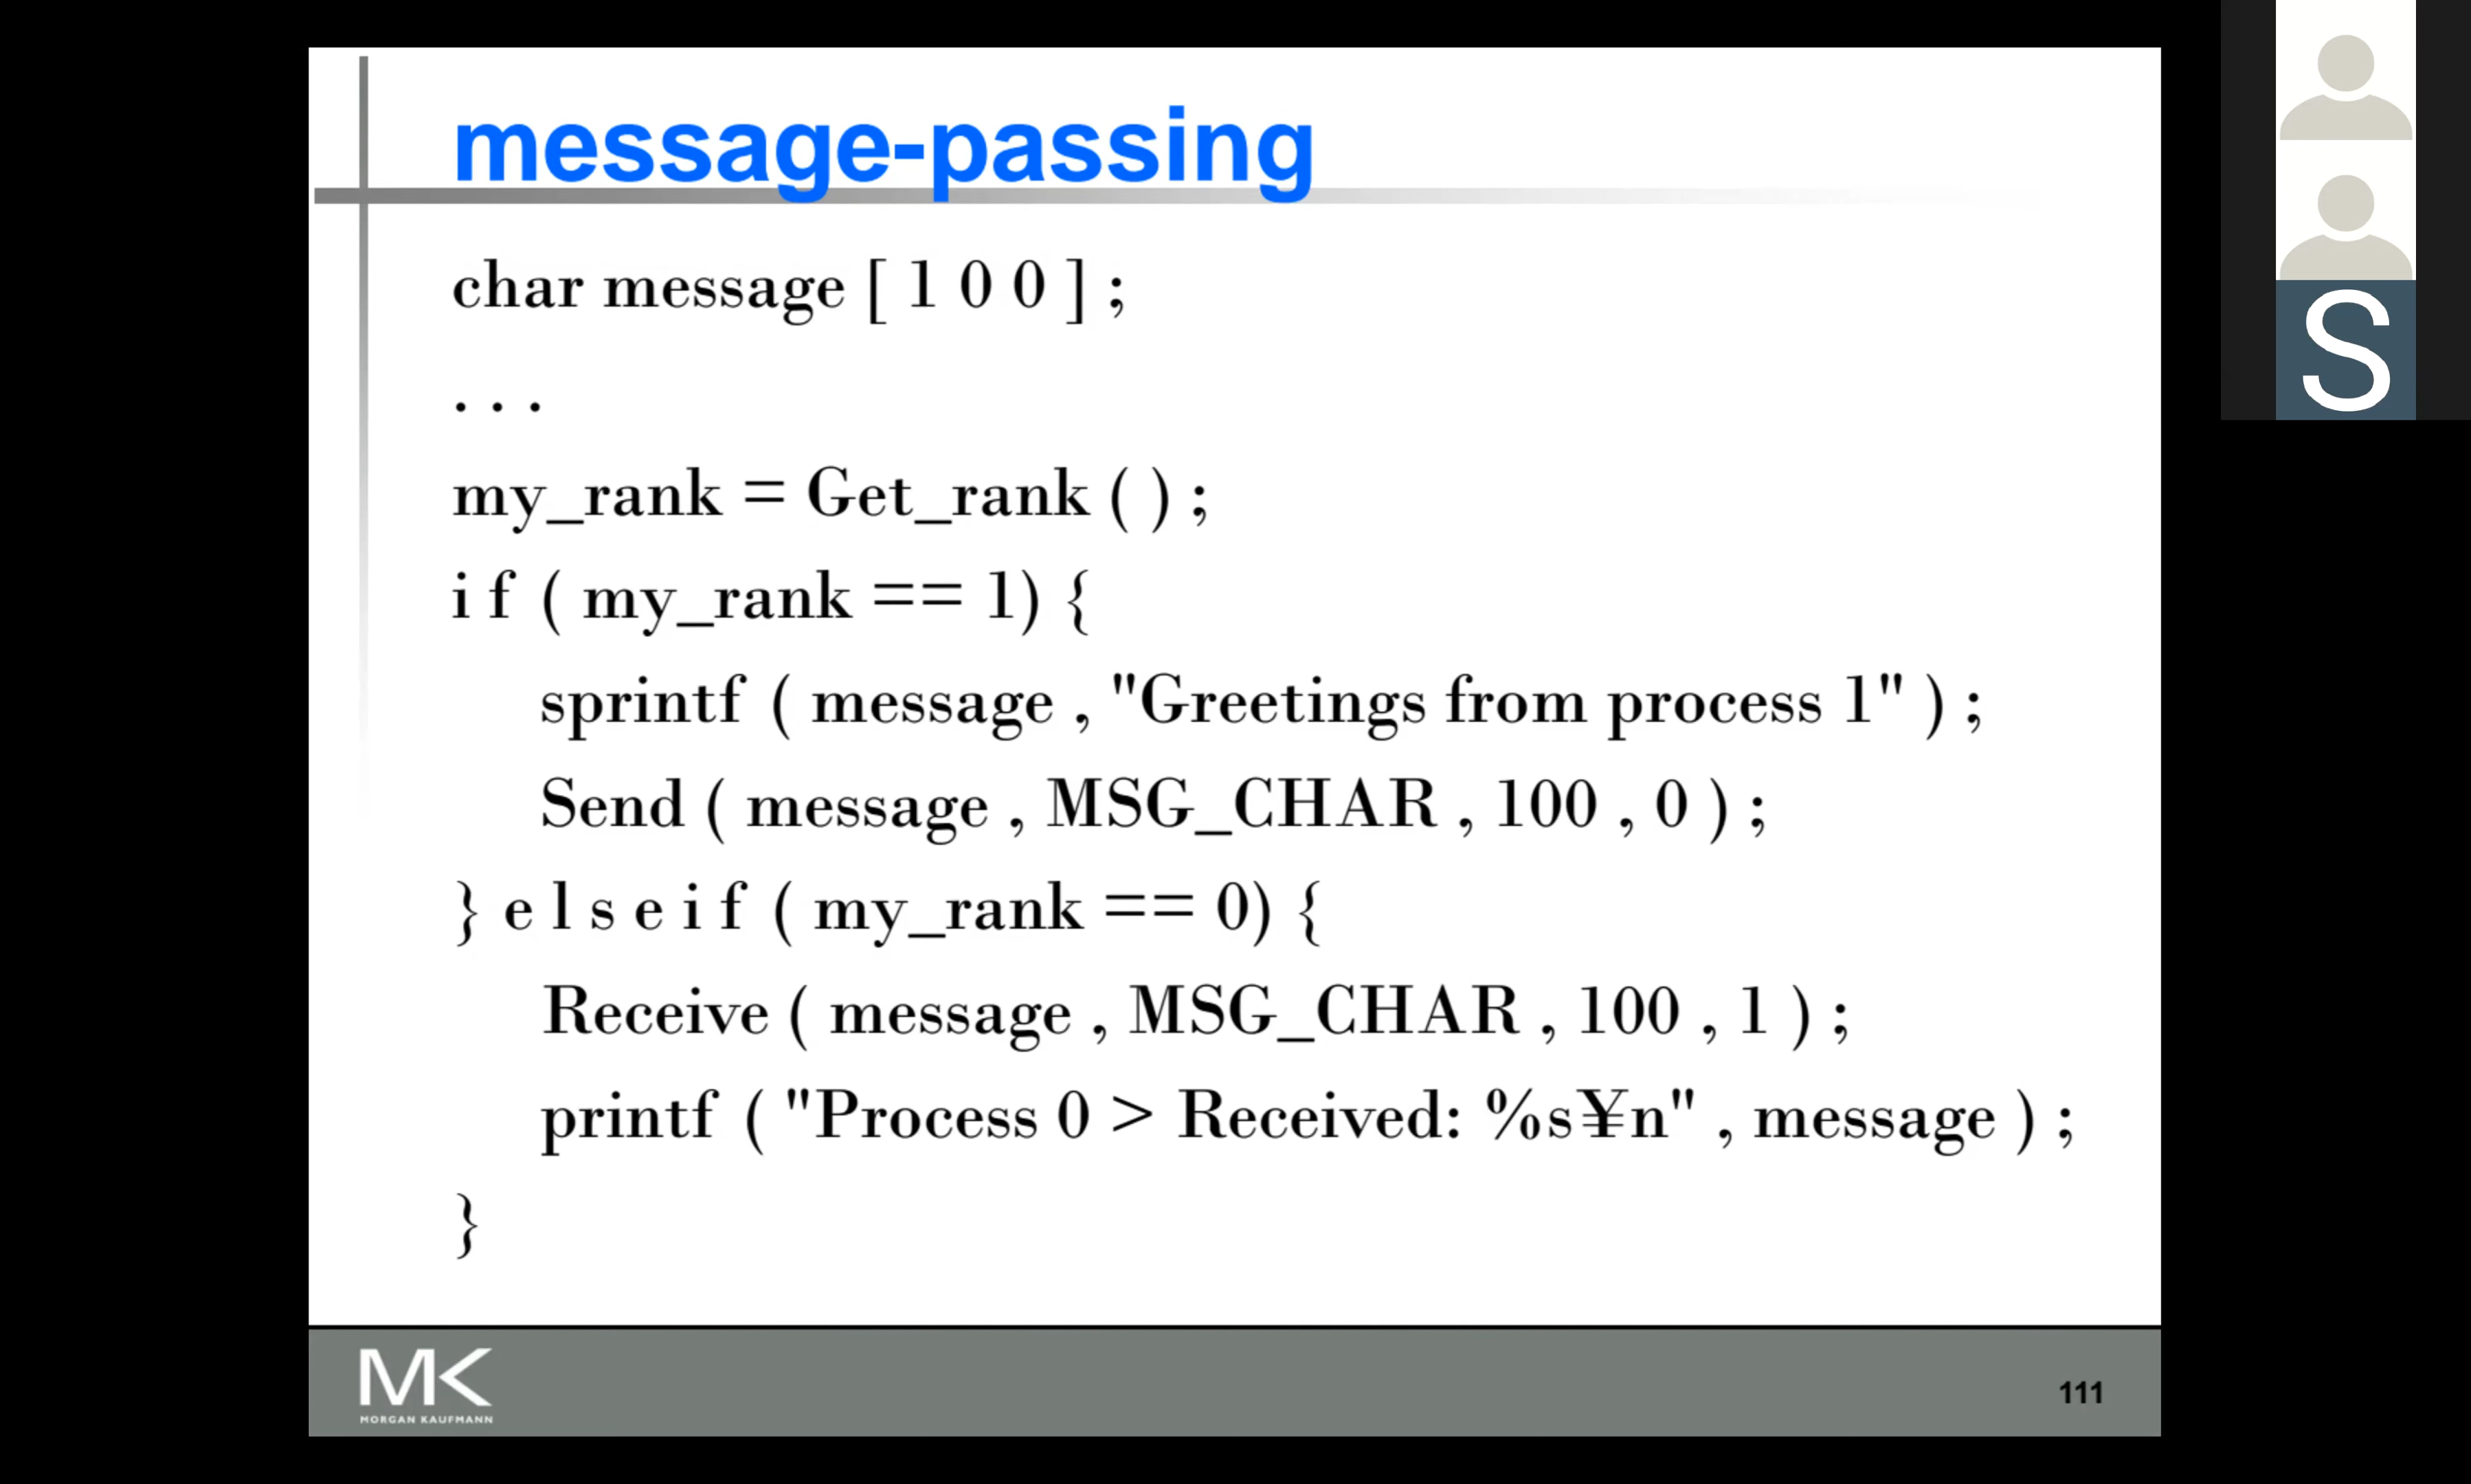 message-passing
char message [ 1 0 0 ] ;
. . .
my_rank = Get_rank ( ) ;
i f ( my_rank == 1) {
sprintf ( message , "Greetings from process 1" ) ;
Send ( message , MSG_CHAR , 100 , 0 ) ;
} e l s e i f ( my_rank == 0) {
Receive ( message , MSG_CHAR , 100 , 1 ) ;
printf ( "Process 0 > Received: %s¥n" , message ) ;
}
MK
MORGAN KAUFMANN
111
S